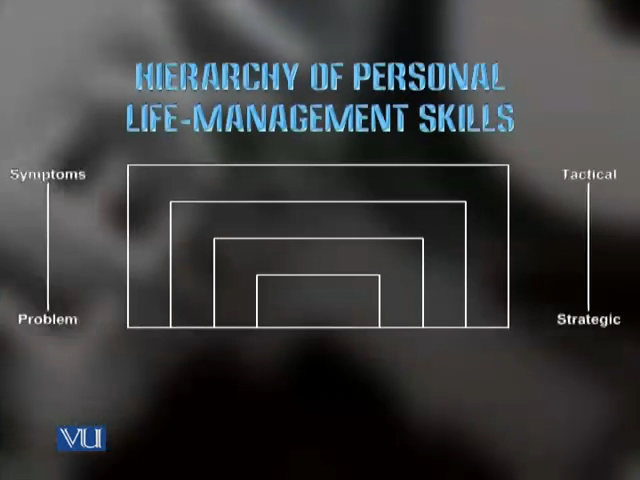 HIERARCHY OF PERSONAL
LIFE-MANAGEMENT SKILLS
Symptoms
Tactical
Problem
Strategic
VU